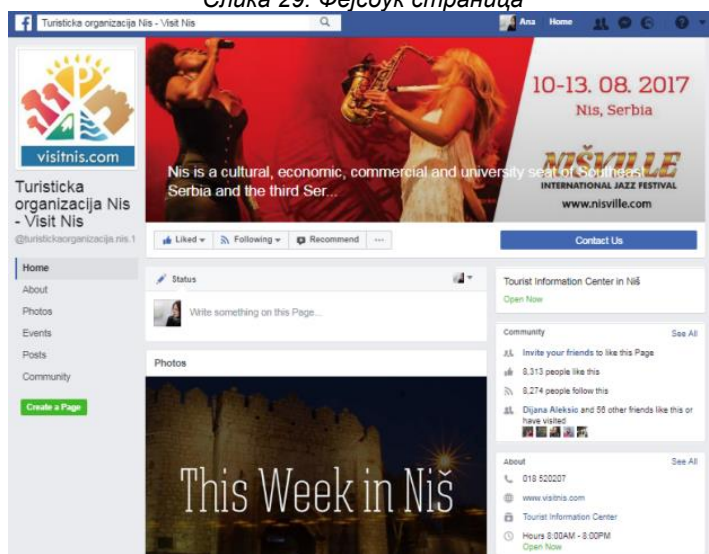 Слика 29. Фејсбук страница
Turisticka organizacija Nis - Visit Nis
Ana Home
visitnis.com
Turisticka
organizacija Nis
- Visit Nis
@turistickaorganizacija.nis.1
Home
About
Photos
Events
Posts
Community
Create a Page
10-13. 08. 2017
Nis, Serbia
NIŠVILLE
INTERNATIONAL JAZZ FESTIVAL
www.nisville.com
Nis is a cultural, economic, commercial and university seat of Southeast
Serbia and the third Ser...
Liked Following Recommend ...
Contact Us
Status
Write something on this Page...
Photos
This Week in Niš
Tourist Information Center in Niš
Open Now
Community See All
Invite your friends to like this Page
8,313 people like this
8,274 people follow this
Dijana Aleksic and 56 other friends like this or
have visited
About See All
018 520207
www.visitnis.com
Tourist Information Center
Hours 8:00AM - 8:00PM
Open Now